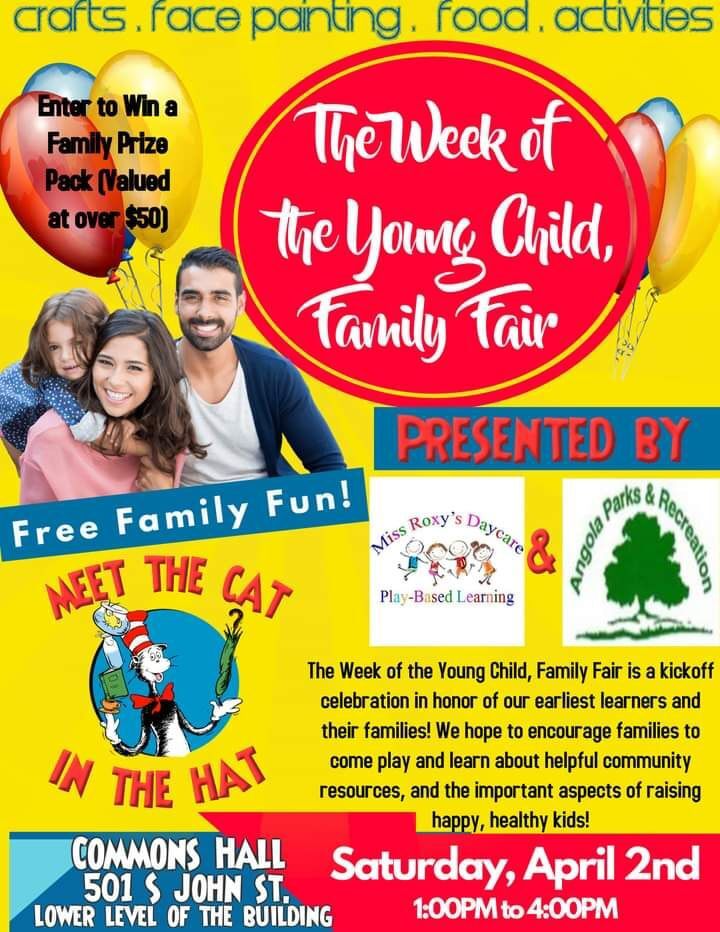 crafts . face painting . food . activities
Enter to Win a
Family Prize
Pack (Valued
at over $50)
The Week of
the Young Child,
Family Fair
PRESENTED BY
Free Family Fun!
Miss Roxy's Daycare
Play-Based Learning
&
Angola Parks & Recreation
MEET THE CAT
IN THE HAT
The Week of the Young Child, Family Fair is a kickoff
celebration in honor of our earliest learners and
their families! We hope to encourage families to
come play and learn about helpful community
resources, and the important aspects of raising
happy, healthy kids!
COMMONS HALL
501 S JOHN ST.
LOWER LEVEL OF THE BUILDING
Saturday, April 2nd
1:00PM to 4:00PM